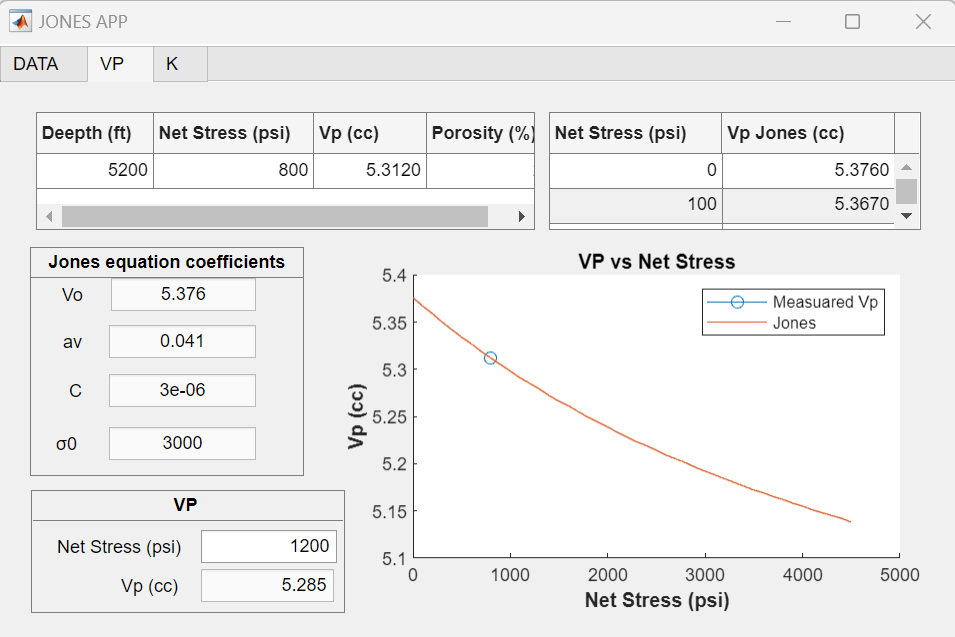 JONES APP
DATA VP K
Deepth (ft) Net Stress (psi) Vp (cc) Porosity (%)
5200 800 5.3120
Net Stress (psi) Vp Jones (cc)
0 5.3760
100 5.3670
Jones equation coefficients
Vo 5.376
av 0.041
C 3e-06
σ0 3000
VP
Net Stress (psi) 1200
Vp (cc) 5.285
VP vs Net Stress
Measuared Vp
Jones
5.4
5.35
5.3
5.25
5.2
5.15
5.1
Vp (cc)
0 1000 2000 3000 4000 5000
Net Stress (psi)